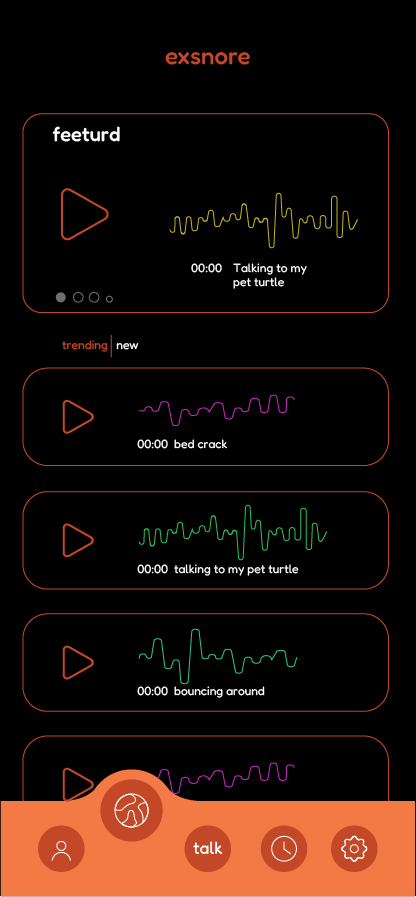 exsnore
feeturd
00:00 Talking to my
pet turtle
trending new
00:00 bed crack
00:00 talking to my pet turtle
00:00 bouncing around
talk